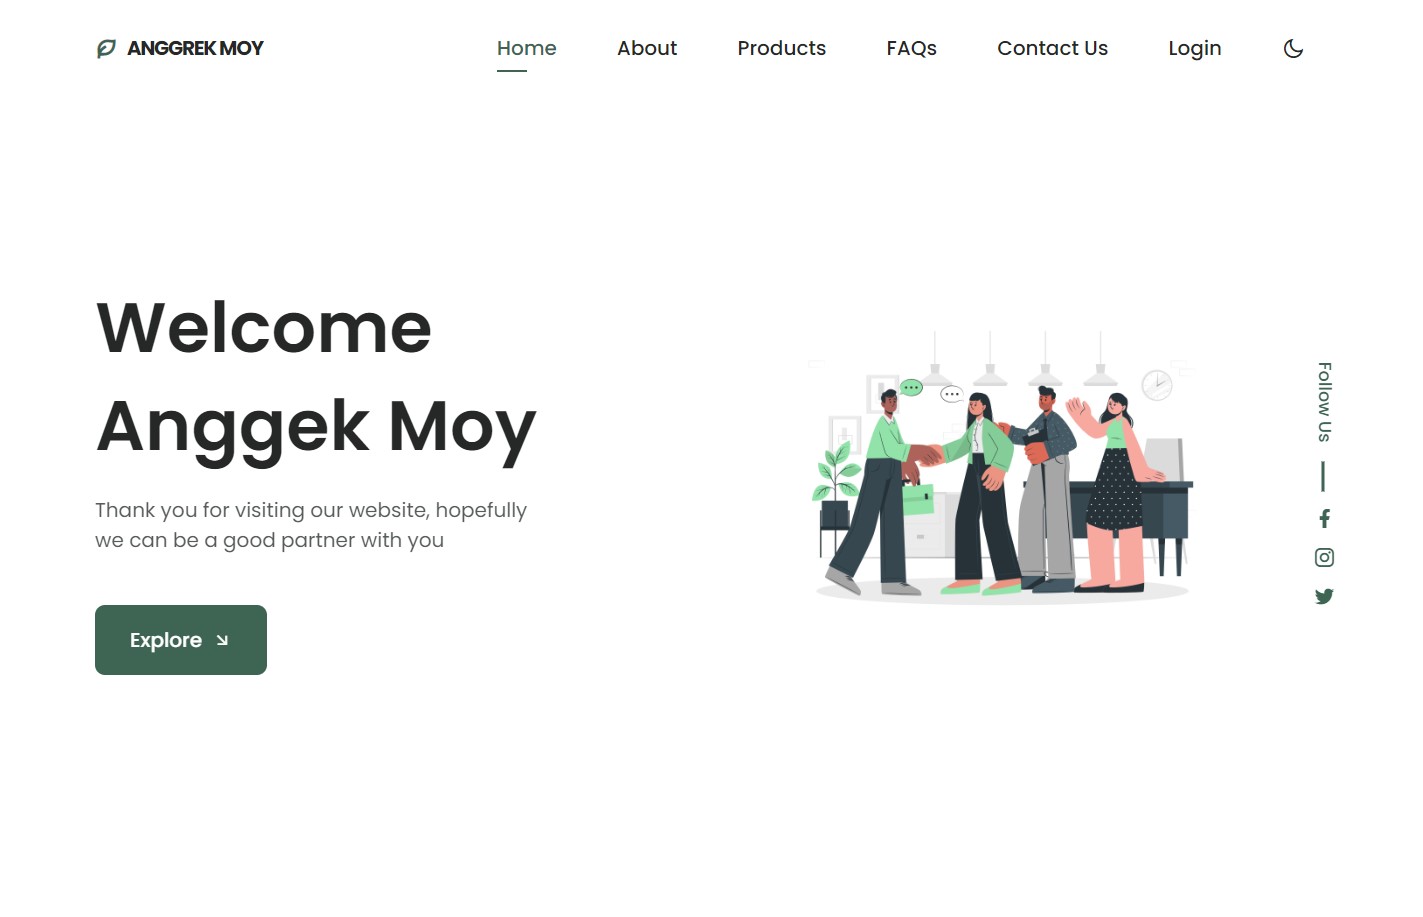 ANGGREK MOY
Home
About
Products
FAQs
Contact Us
Login
Welcome
Anggek Moy
Thank you for visiting our website, hopefully
we can be a good partner with you
Explore
Follow Us